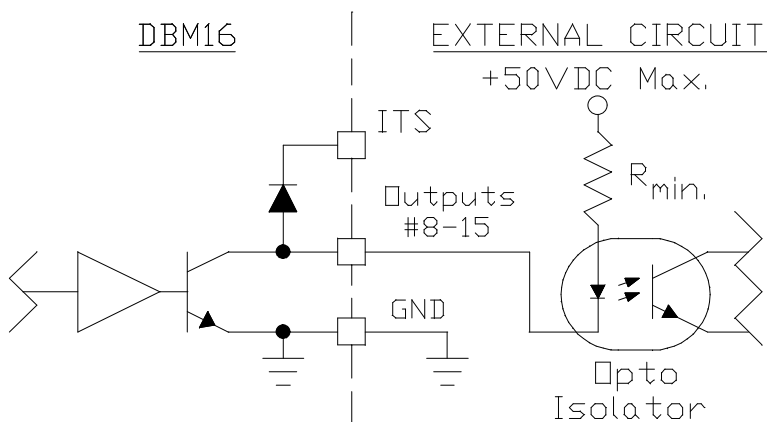 DBM16
EXTERNAL CIRCUIT
+50VDC Max.
ITS
Rmin.
Outputs
#8-15
GND
Opto
Isolator